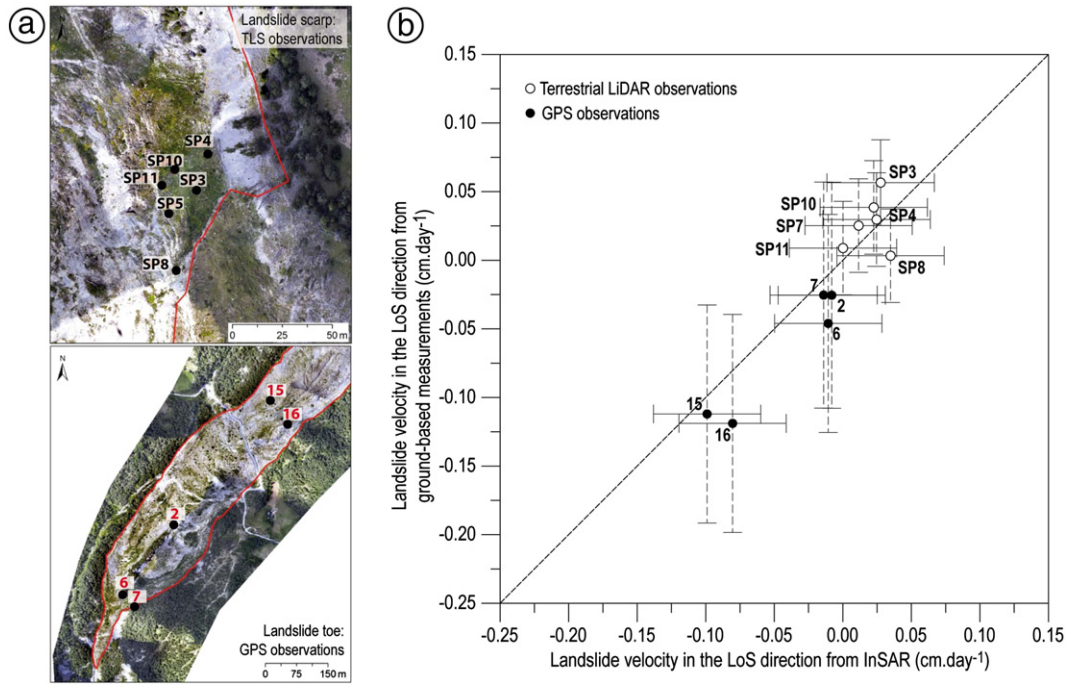 a
Landslide scarp:
TLS observations
SP4
SP10
SP11
SP3
SP5
SP8
0 25 50 m
N
15
16
2
6
7
Landslide toe:
GPS observations
0 75 150 m
b
Landslide velocity in the LoS direction from
ground-based measurements (cm.day-1)
0.15
0.10
0.05
0.00
-0.05
-0.10
-0.15
-0.20
-0.25
Terrestrial LiDAR observations
GPS observations
SP3
SP10
SP4
SP7
SP11
SP8
7
2
6
15
16
-0.25 -0.20 -0.15 -0.10 -0.05 0.00 0.05 0.10 0.15
Landslide velocity in the LoS direction from InSAR (cm.day-1)